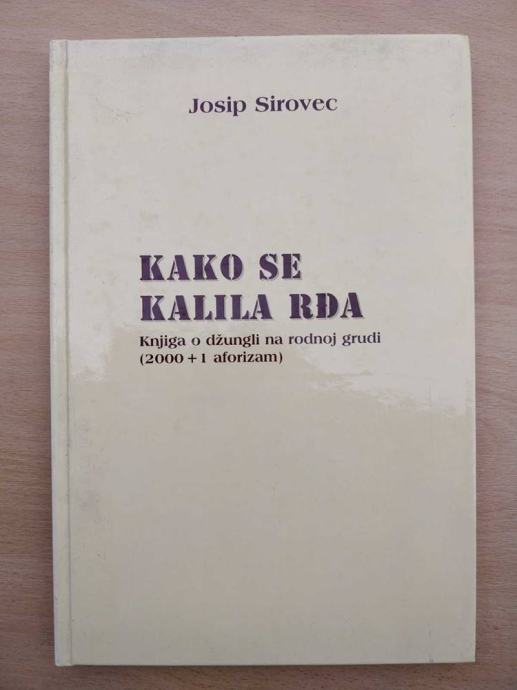 Josip Sirovec
KAKO SE
KALILA RĐA
Knjiga o džungli na rodnoj grudi
(2000 + 1 aforizam)